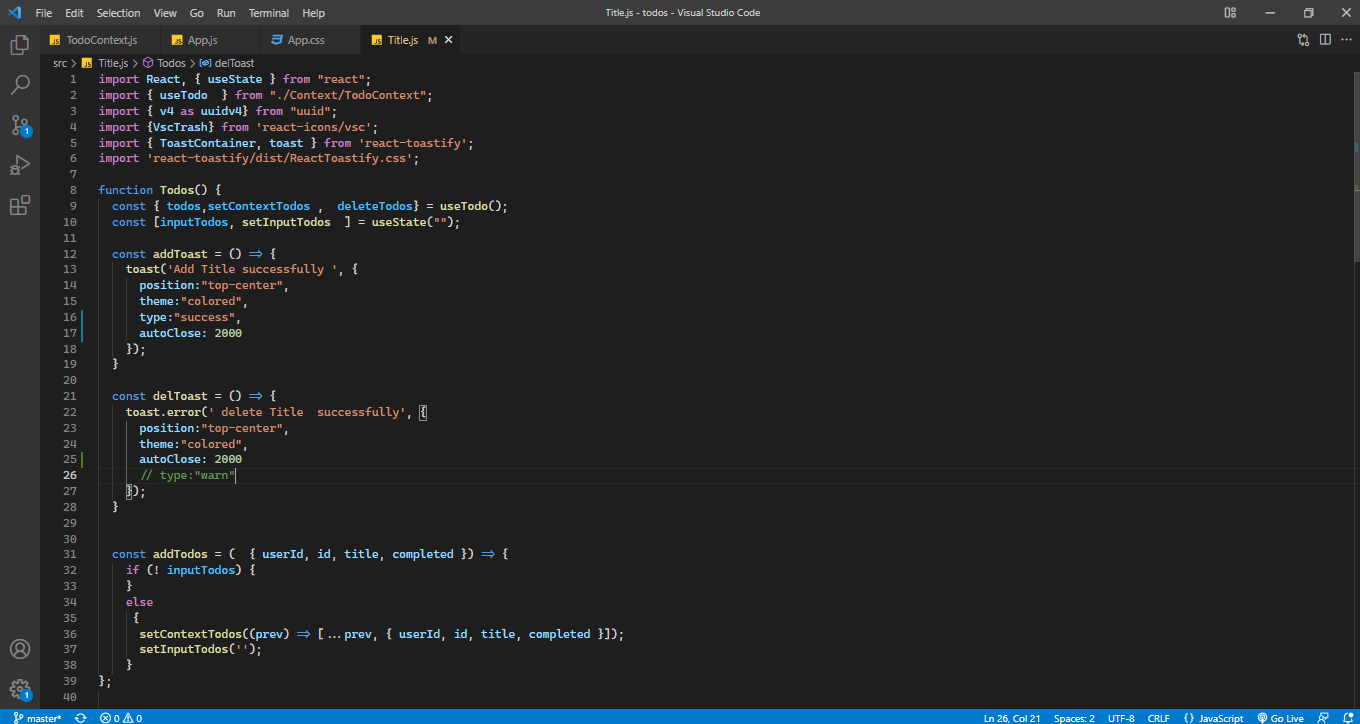 File Edit Selection View Go Run Terminal Help Title.js - todos - Visual Studio Code
JS TodoContext.js JS App.js App.css JS Title.js M
src > JS Title.js > Todos > delToast
1 import React, { useState } from "react";
2 import { useTodo  } from "./Context/TodoContext";
3 import { v4 as uuidv4} from "uuid";
4 import {VscTrash} from 'react-icons/vsc';
5 import { ToastContainer, toast } from 'react-toastify';
6 import 'react-toastify/dist/ReactToastify.css';
7
8 function Todos() {
9 const { todos,setContextTodos ,  deleteTodos} = useTodo();
10 const [inputTodos, setInputTodos  ] = useState("");
11
12 const addToast = () => {
13 toast('Add Title successfully ', {
14 position:"top-center",
15 theme:"colored",
16 type:"success",
17 autoClose: 2000
18 });
19 }
20
21 const delToast = () => {
22 toast.error(' delete Title  successfully', {
23 position:"top-center",
24 theme:"colored",
25 autoClose: 2000
26 // type:"warn"
27 });
28 }
29
30
31 const addTodos = (  { userId, id, title, completed }) => {
32 if (! inputTodos) {
33 }
34 else
35 {
36 setContextTodos((prev) => [...prev, { userId, id, title, completed }]);
37 setInputTodos('');
38 }
39 };
40
1
1
master* 0 0 Ln 26, Col 21 Spaces: 2 UTF-8 CRLF {} JavaScript Go Live